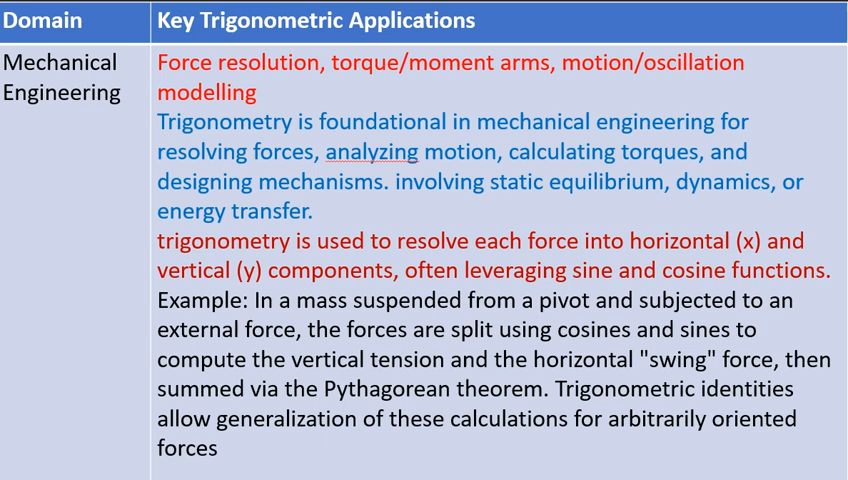 Domain
Key Trigonometric Applications
Mechanical
Engineering
Force resolution, torque/moment arms, motion/oscillation
modelling
Trigonometry is foundational in mechanical engineering for
resolving forces, analyzing motion, calculating torques, and
designing mechanisms. involving static equilibrium, dynamics, or
energy transfer.
trigonometry is used to resolve each force into horizontal (x) and
vertical (y) components, often leveraging sine and cosine functions.
Example: In a mass suspended from a pivot and subjected to an
external force, the forces are split using cosines and sines to
compute the vertical tension and the horizontal "swing" force, then
summed via the Pythagorean theorem. Trigonometric identities
allow generalization of these calculations for arbitrarily oriented
forces